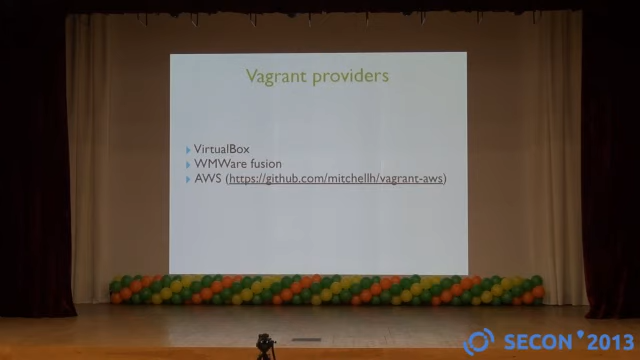 Vagrant providers
VirtualBox
WMWare fusion
AWS (https://github.com/mitchellh/vagrant-aws)
SECON'2013